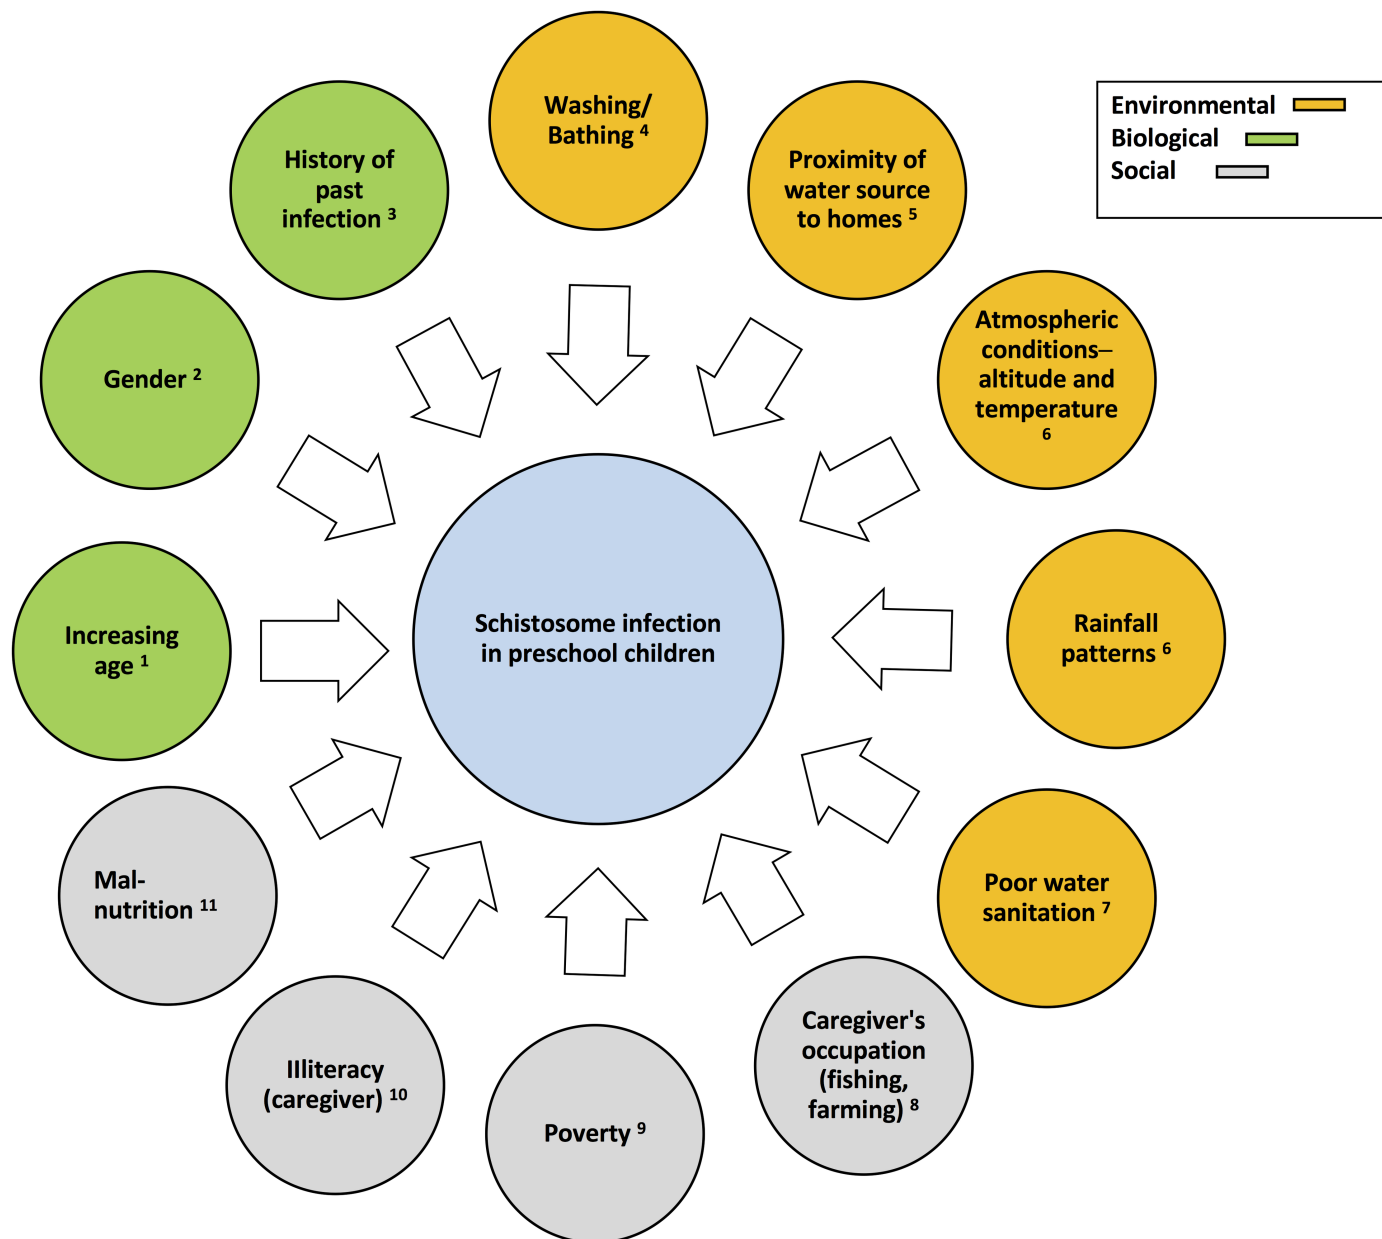 Washing/
Bathing 4
Proximity of
water source
to homes 5
Atmospheric
conditions–
altitude and
temperature
6
Rainfall
patterns 6
Poor water
sanitation 7
Caregiver's
occupation
(fishing,
farming) 8
Poverty 9
IIliteracy
(caregiver) 10
Mal-
nutrition 11
Increasing
age 1
Gender 2
History of
past
infection 3
Schistosome infection
in preschool children
Environmental
Biological
Social